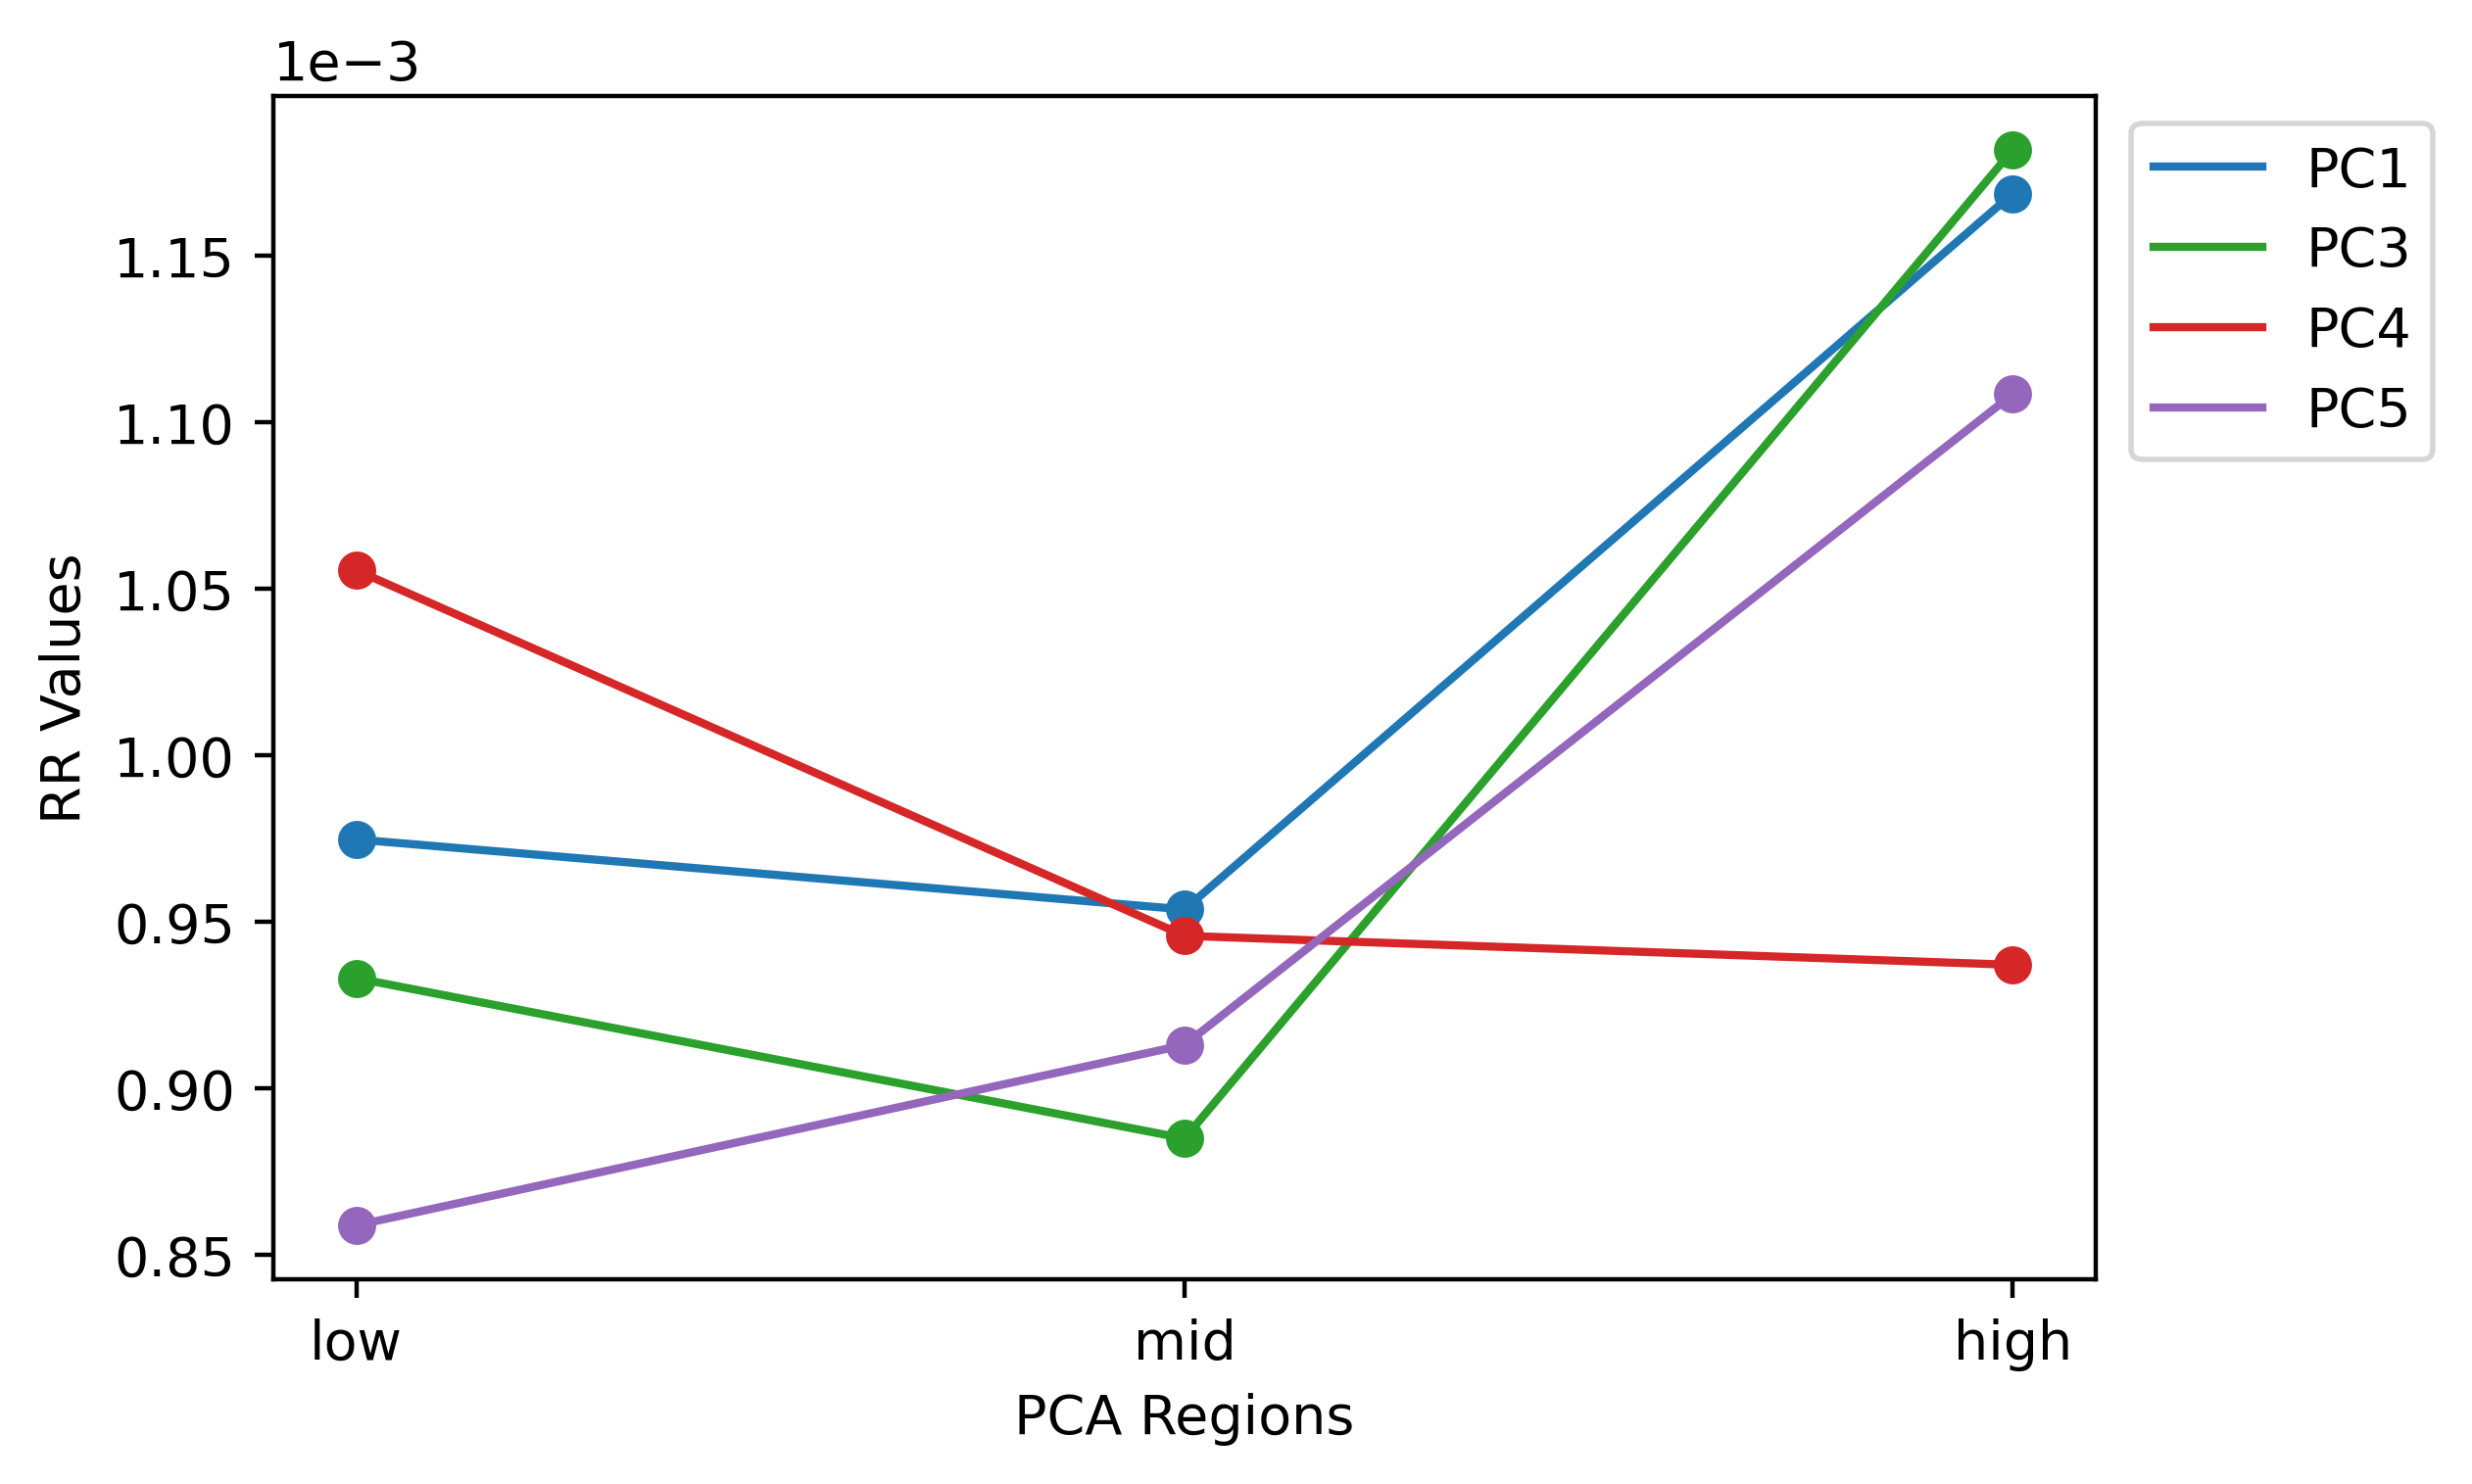 1e−3
1.15
1.10
1.05
1.00
0.95
0.90
0.85
RR Values
low
mid
high
PCA Regions
PC1
PC3
PC4
PC5